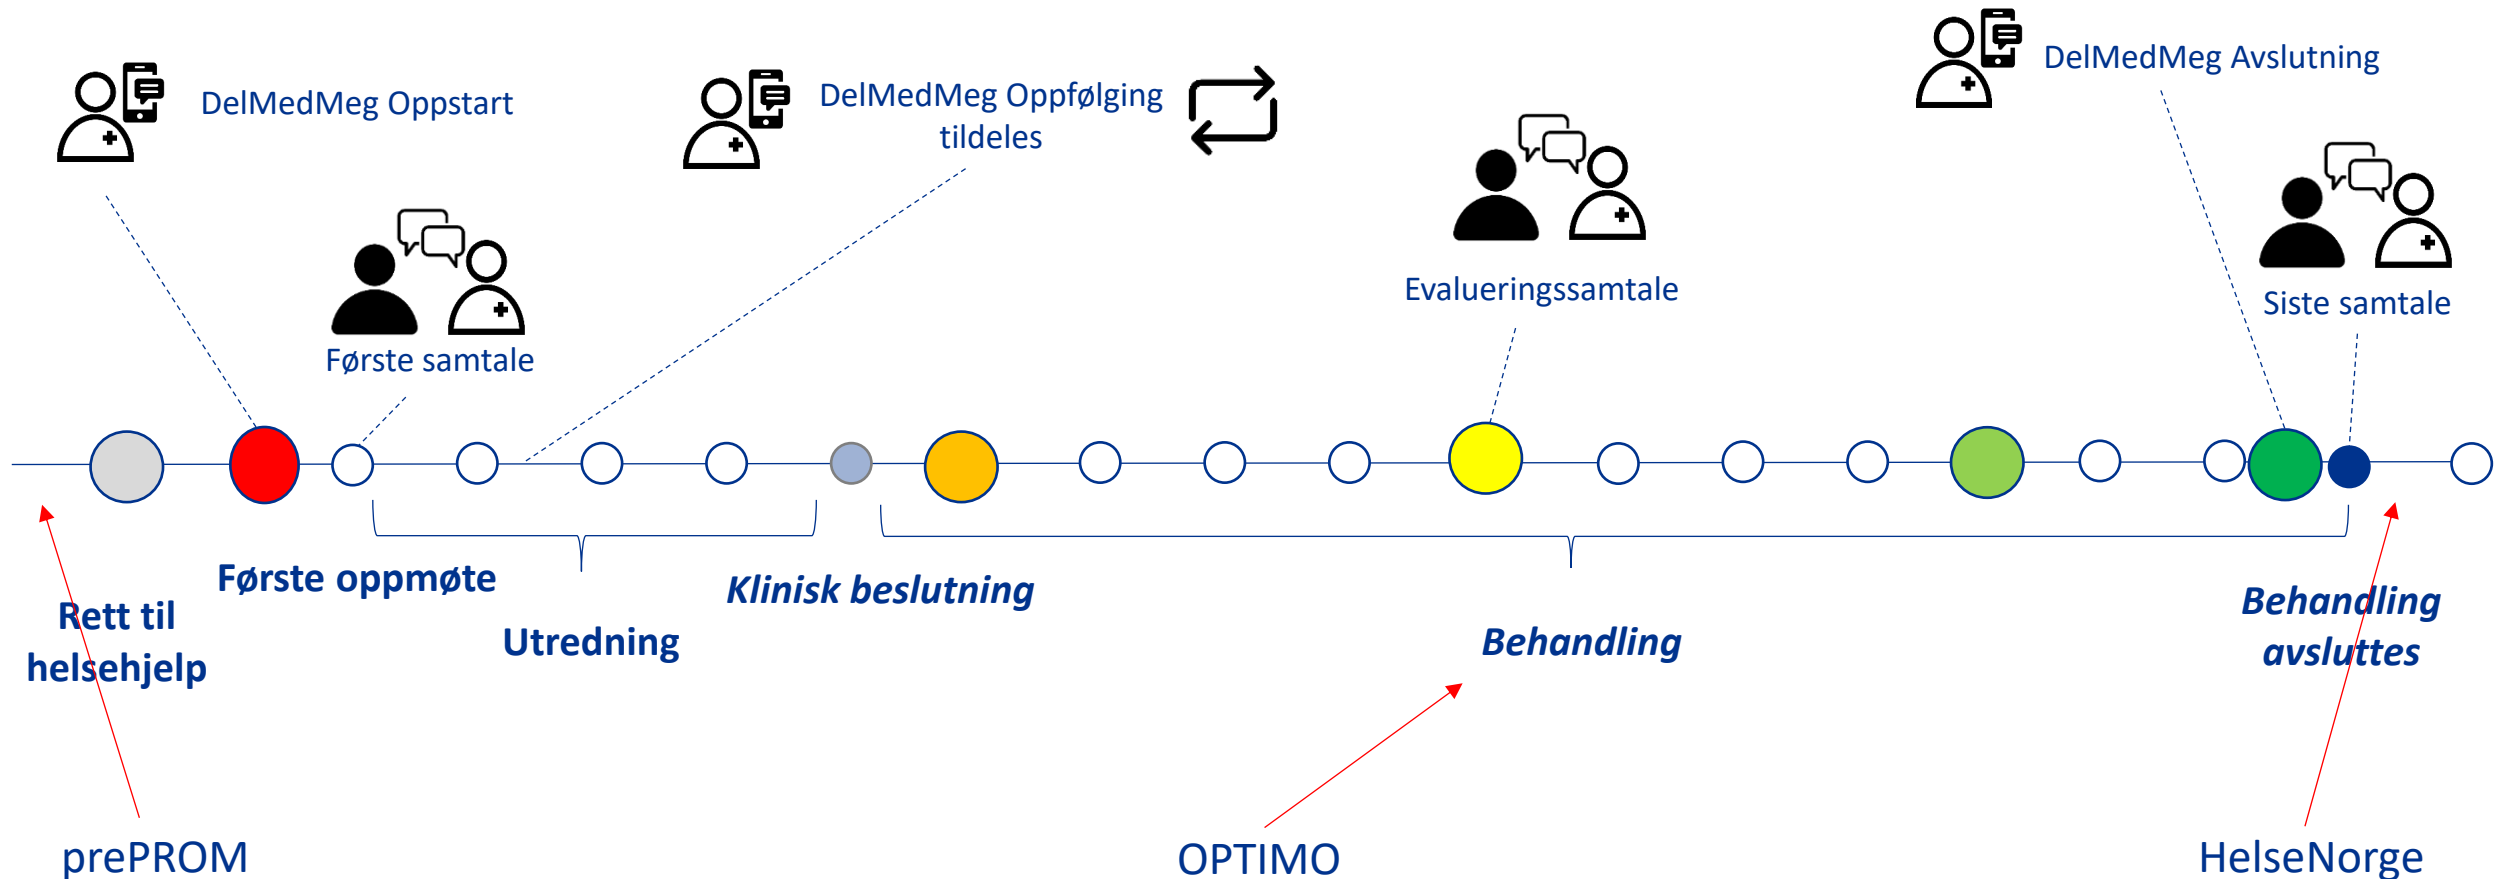 DelMedMeg Oppstart
DelMedMeg Oppfølging
tildeles
DelMedMeg Avslutning
Første samtale
Evalueringssamtale
Siste samtale
Første oppmøte
Rett til
helsehjelp
Utredning
Klinisk beslutning
Behandling
Behandling
avsluttes
prePROM
OPTIMO
HelseNorge